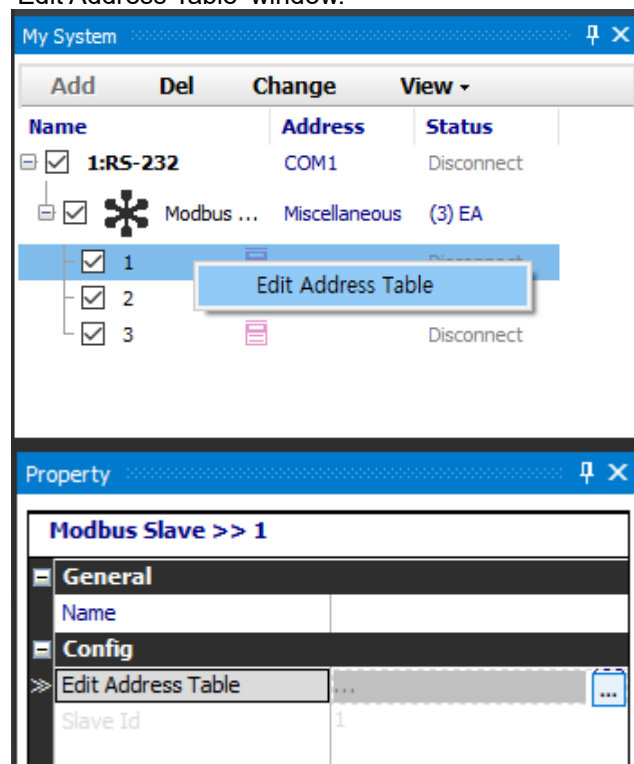 Edit Address Table window.
My System
Add Del Change View
Name Address Status
1:RS-232 COM1 Disconnect
Modbus ... Miscellaneous (3) EA
1
Edit Address Table
2
3 Disconnect
Property
Modbus Slave >> 1
General
Name
Config
Edit Address Table ... ...
Slave Id 1